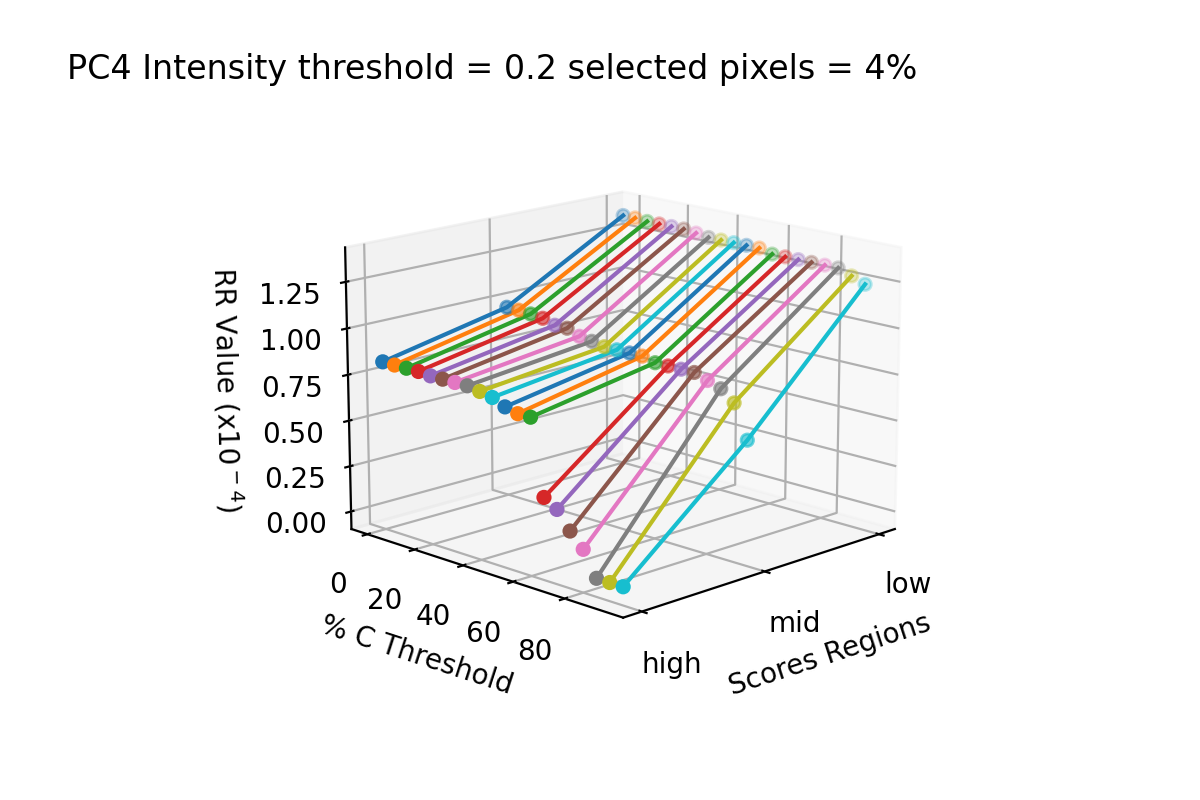 PC4 Intensity threshold = 0.2 selected pixels = 4%
RR Value (x10⁻⁴)
1.25
1.00
0.75
0.50
0.25
0.00
0
20
40
60
80
% C Threshold
high
mid
low
Scores Regions